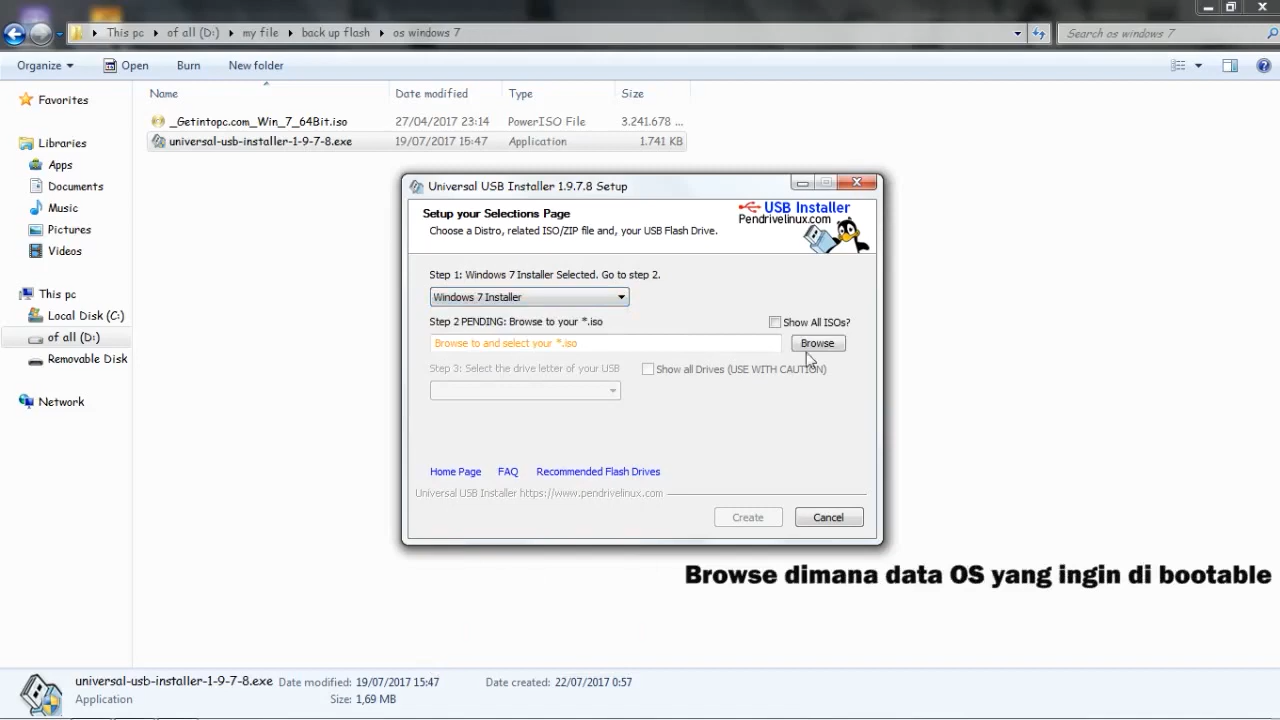 This pc
of all (D:)
my file
back up flash
os windows 7
Search os windows 7
Organize
Open
Burn
New folder
Name
Date modified
Type
Size
_Getintopc.com_Win_7_64Bit.iso
27/04/2017 23:14
PowerISO File
3.241.678 ...
universal-usb-installer-1-9-7-8.exe
19/07/2017 15:47
Application
1.741 KB
Favorites
Libraries
Apps
Documents
Music
Pictures
Videos
This pc
Local Disk (C:)
of all (D:)
Removable Disk
Network
Universal USB Installer 1.9.7.8 Setup
Setup your Selections Page
Choose a Distro, related ISO/ZIP file and, your USB Flash Drive.
USB Installer
Pendrivelinux.com
Step 1: Windows 7 Installer Selected. Go to step 2.
Windows 7 Installer
Step 2 PENDING: Browse to your *.iso
Show All ISOs?
Browse to and select your *.iso
Browse
Step 3: Select the drive letter of your USB
Show all Drives (USE WITH CAUTION)
Home Page
FAQ
Recommended Flash Drives
Universal USB Installer https://www.pendrivelinux.com
Create
Cancel
Browse dimana data OS yang ingin di bootable
universal-usb-installer-1-9-7-8.exe
Date modified: 19/07/2017 15:47
Date created: 22/07/2017 0:57
Application
Size: 1,69 MB